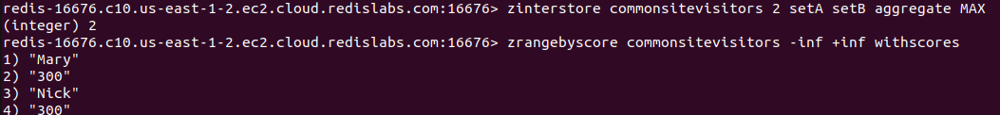 redis-16676.c10.us-east-1-2.ec2.cloud.redislabs.com:16676> zinterstore commonsitevisitors 2 setA setB aggregate MAX
(integer) 2
redis-16676.c10.us-east-1-2.ec2.cloud.redislabs.com:16676> zrangebyscore commonsitevisitors -inf +inf withscores
1) "Mary"
2) "300"
3) "Nick"
4) "300"